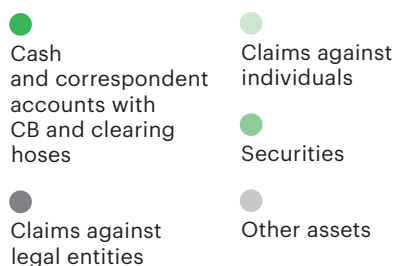 Cash
and correspondent
accounts with
CB and clearing
hoses
Claims against
legal entities
Claims against
individuals
Securities
Other assets